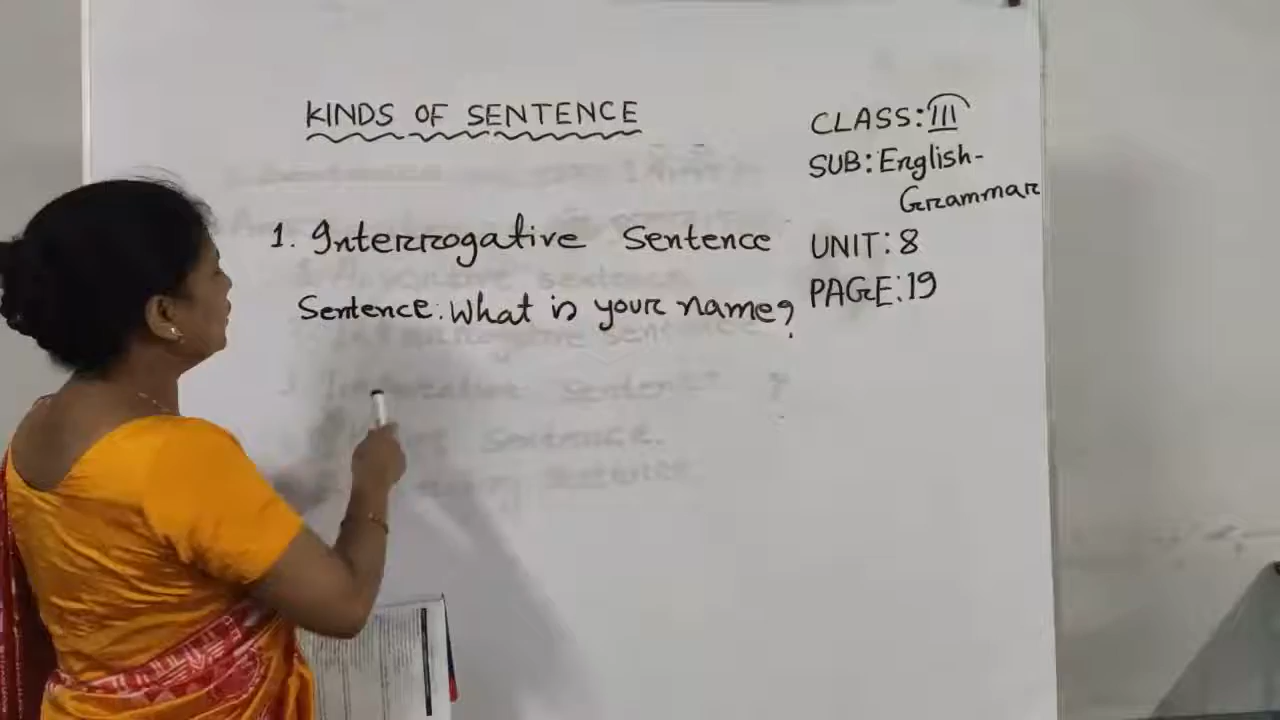 KINDS OF SENTENCE
1. Interrogative Sentence
Sentence: What is your name?
CLASS: III
SUB: English-
Grammar
UNIT: 8
PAGE: 19